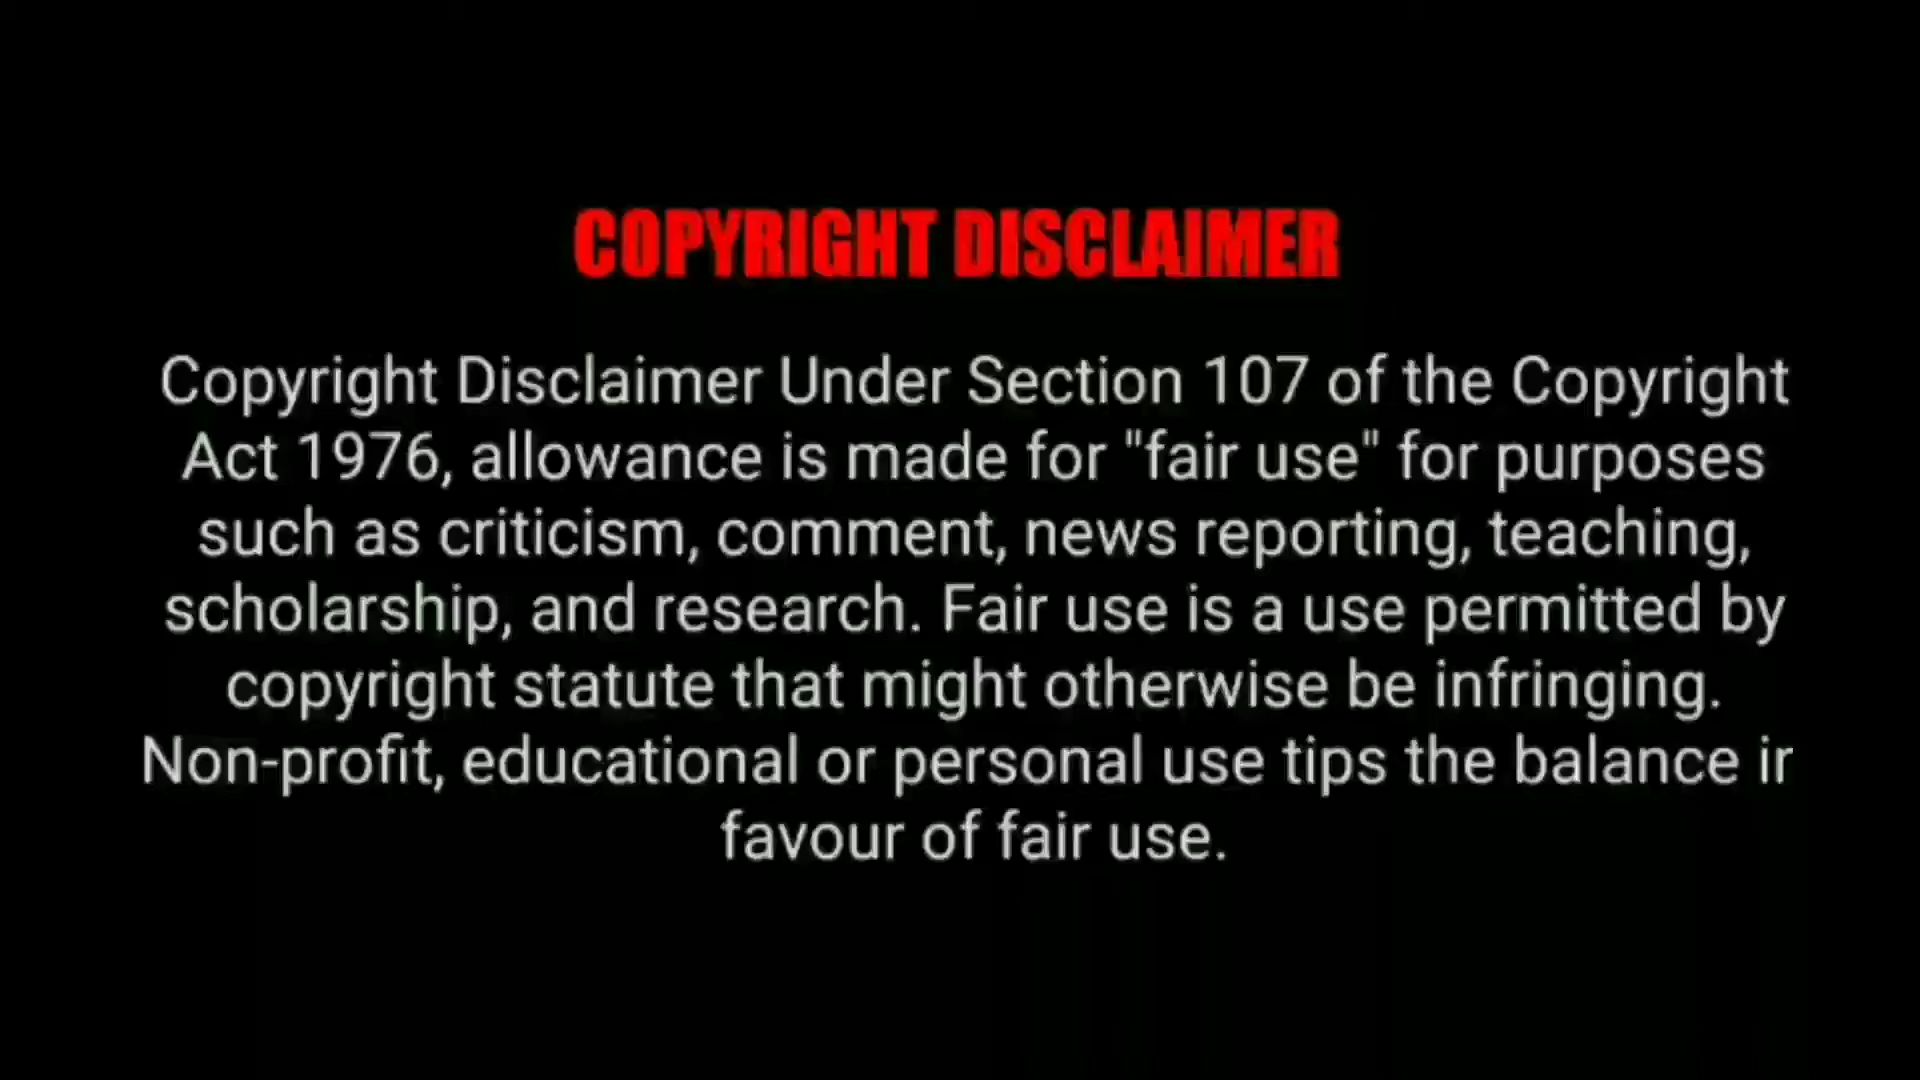 COPYRIGHT DISCLAIMER
Copyright Disclaimer Under Section 107 of the Copyright
Act 1976, allowance is made for "fair use" for purposes
such as criticism, comment, news reporting, teaching,
scholarship, and research. Fair use is a use permitted by
copyright statute that might otherwise be infringing.
Non-profit, educational or personal use tips the balance ir
favour of fair use.